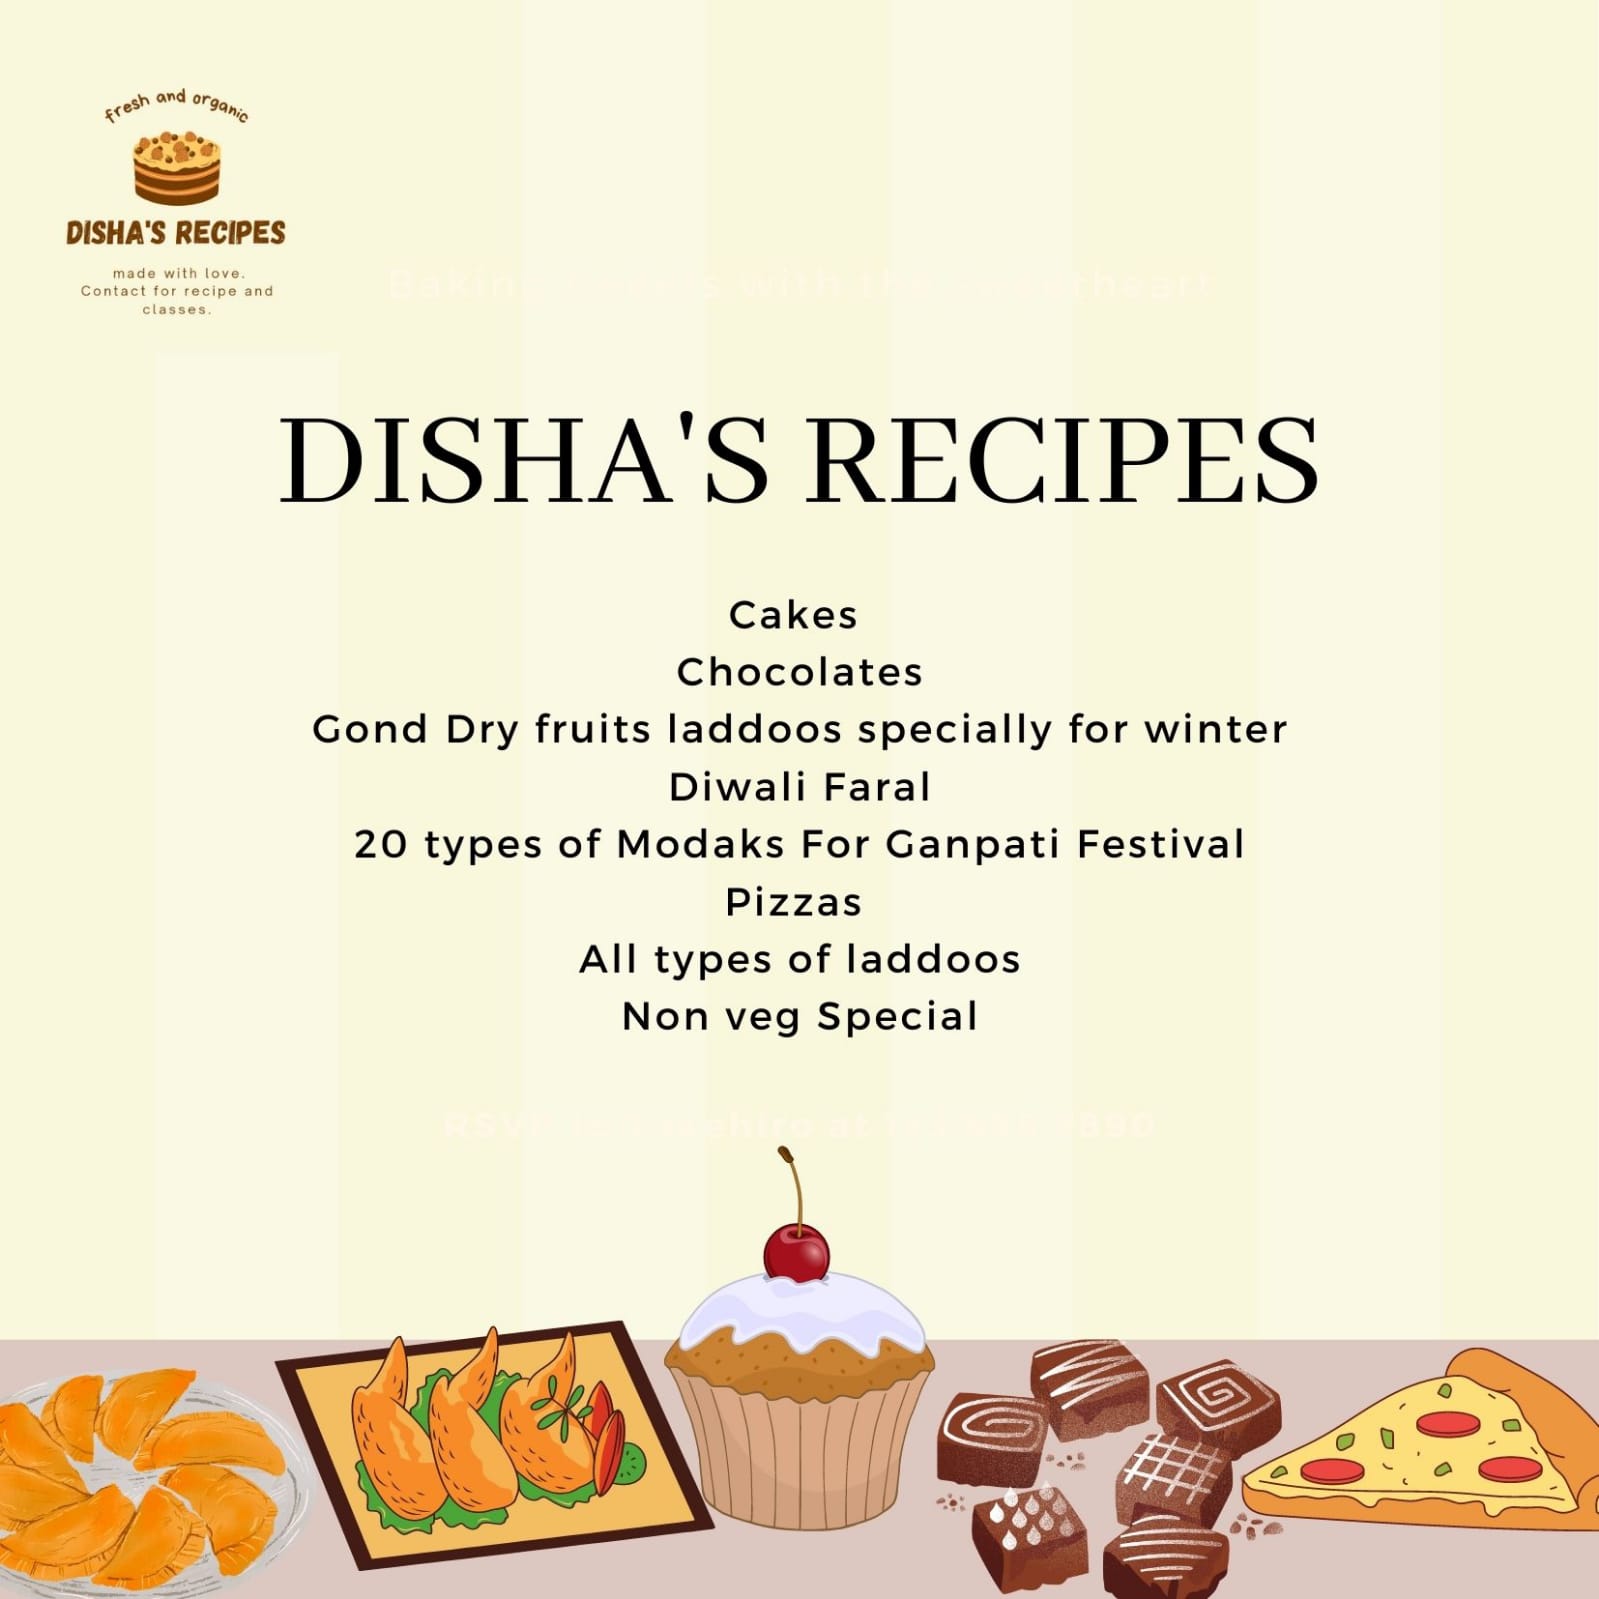 fresh and organic
DISHA'S RECIPES
made with love.
Contact for recipe and
classes.
DISHA'S RECIPES
Cakes
Chocolates
Gond Dry fruits laddoos specially for winter
Diwali Faral
20 types of Modaks For Ganpati Festival
Pizzas
All types of laddoos
Non veg Special
RSVP at